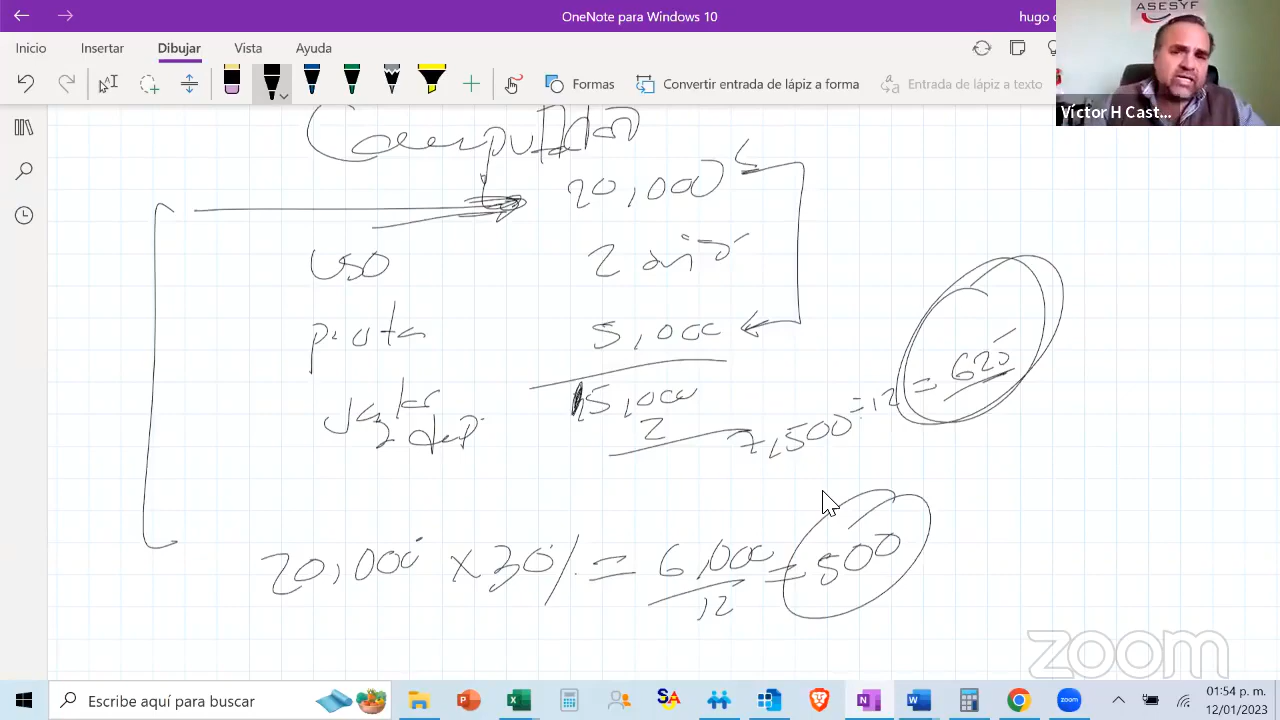 OneNote para Windows 10
hugo
ASESYF
Inicio Insertar Dibujar Vista Ayuda
Formas Convertir entrada de lápiz a forma Entrada de lápiz a texto
Víctor H Cast...
20,000
USO 2
5,000
15,000
2 7,500 ÷ 12 = 625
20,000 x 30% = 6,000 = 500
12
zoom
Escribe aquí para buscar
01:54 p. m.
12/01/2023